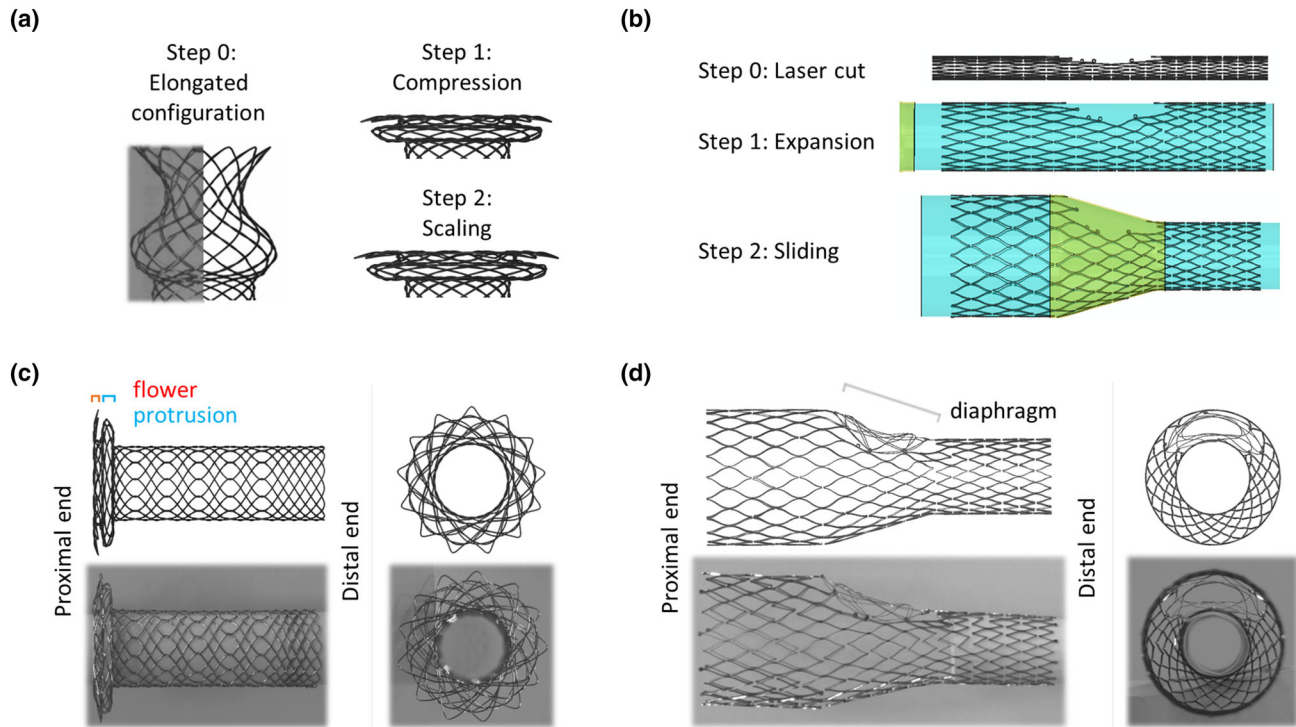 (a)
Step 0:
Elongated
configuration
Step 1:
Compression
Step 2:
Scaling
(b)
Step 0: Laser cut
Step 1: Expansion
Step 2: Sliding
(c)
flower
protrusion
Proximal end
Distal end
(d)
diaphragm
Proximal end
Distal end